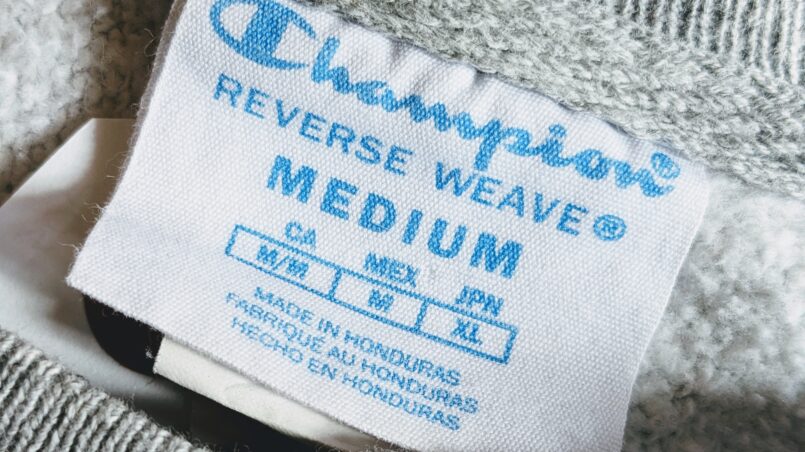 Champion®
REVERSE WEAVE®
MEDIUM
CA MEX JPN
M/M M XL
MADE IN HONDURAS
FABRIQUÉ AU HONDURAS
HECHO EN HONDURAS